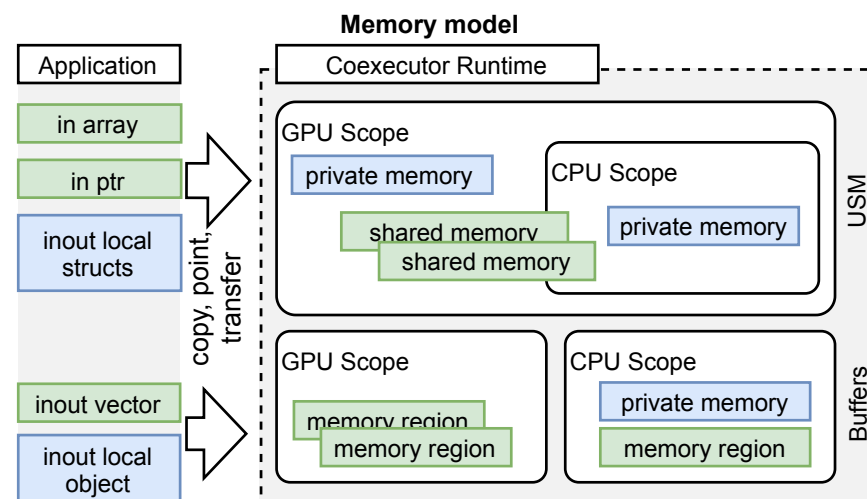 Memory model
Application
Coexecutor Runtime
in array
in ptr
inout local
structs
inout vector
inout local
object
copy, point,
transfer
GPU Scope
private memory
shared memory
shared memory
CPU Scope
private memory
USM
GPU Scope
memory region
memory region
CPU Scope
private memory
memory region
Buffers